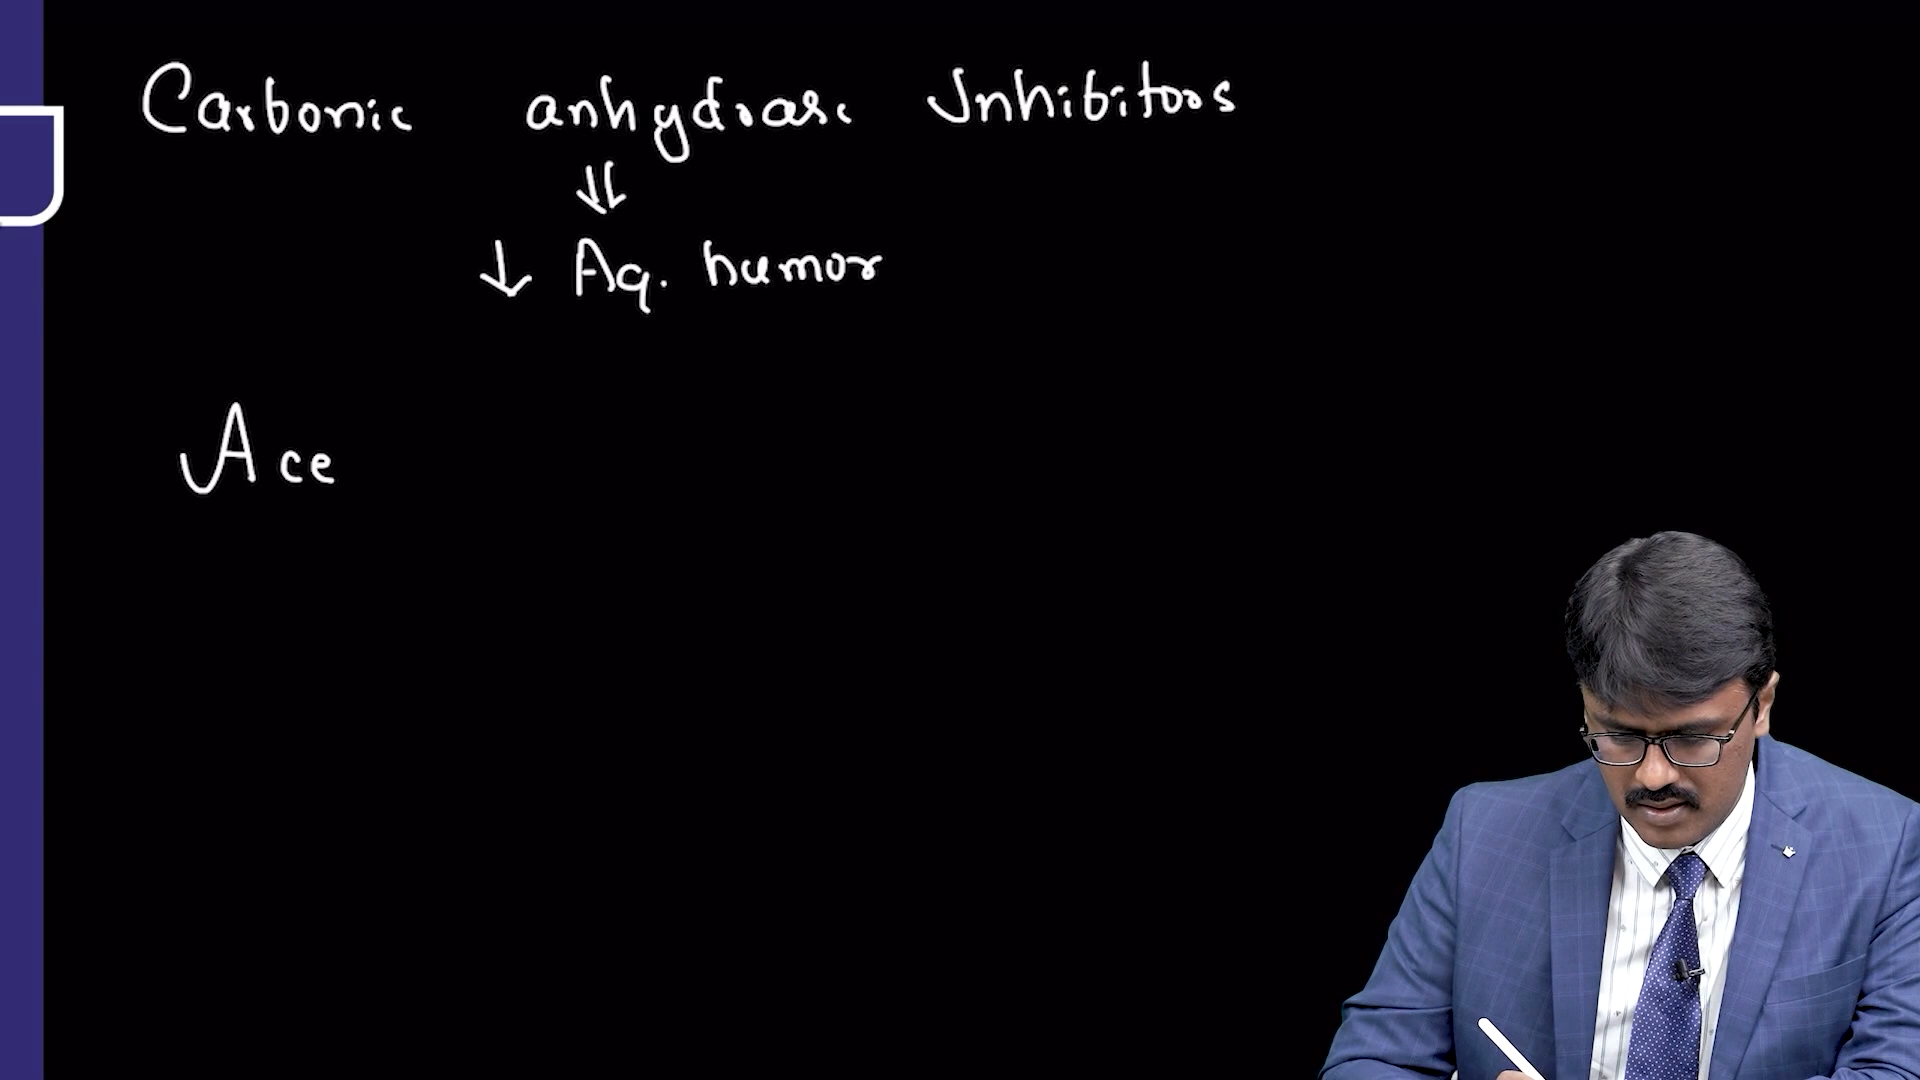 Carbonic anhydrase Inhibitors
⇓
↓ Aq. humor
Ace